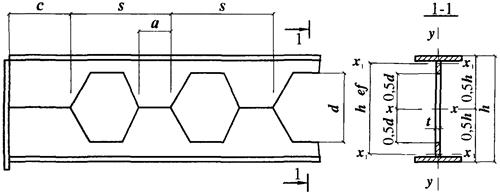 c
s
s
a
1
1
d
1-1
y
x₁
x₁
h ef
0,5d
0,5d
x
x
t
0,5h
0,5h
h
x₁
x₁
y